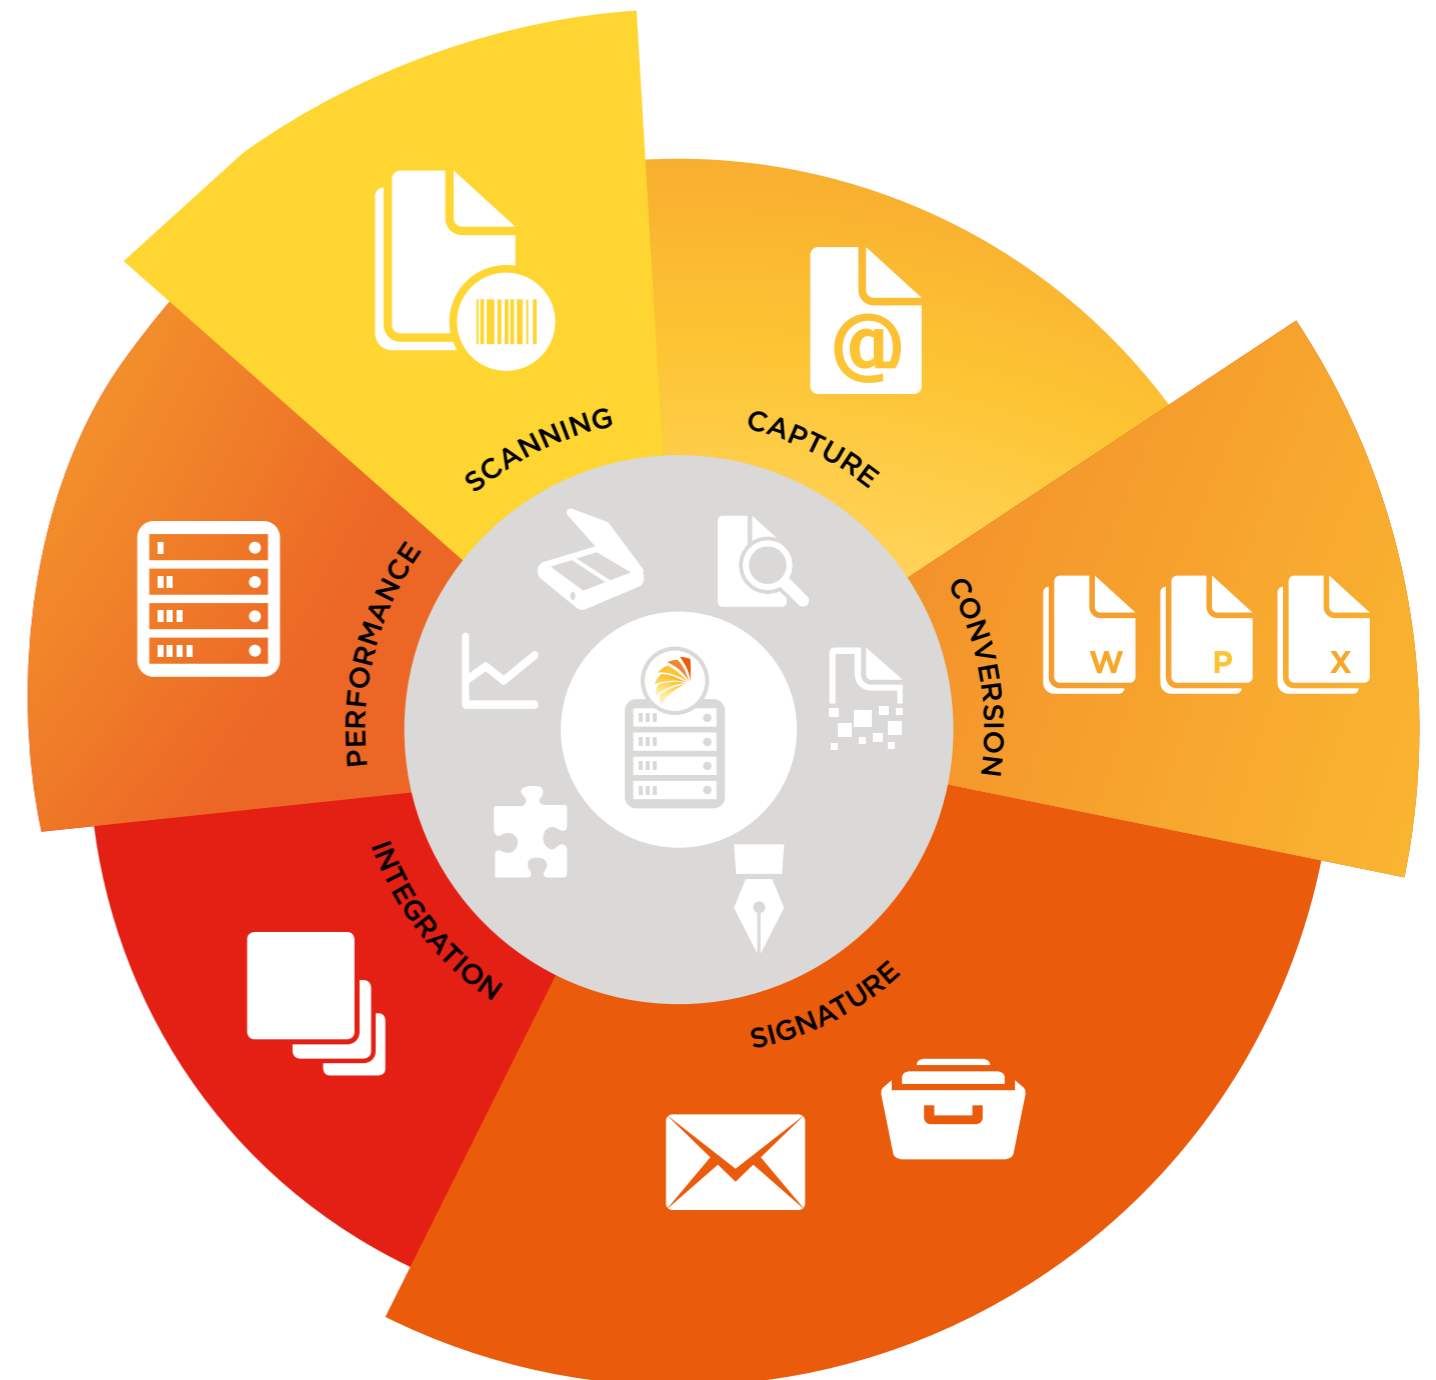 SCANNING
CAPTURE
@
CONVERSION
W P X
SIGNATURE
INTEGRATION
PERFORMANCE